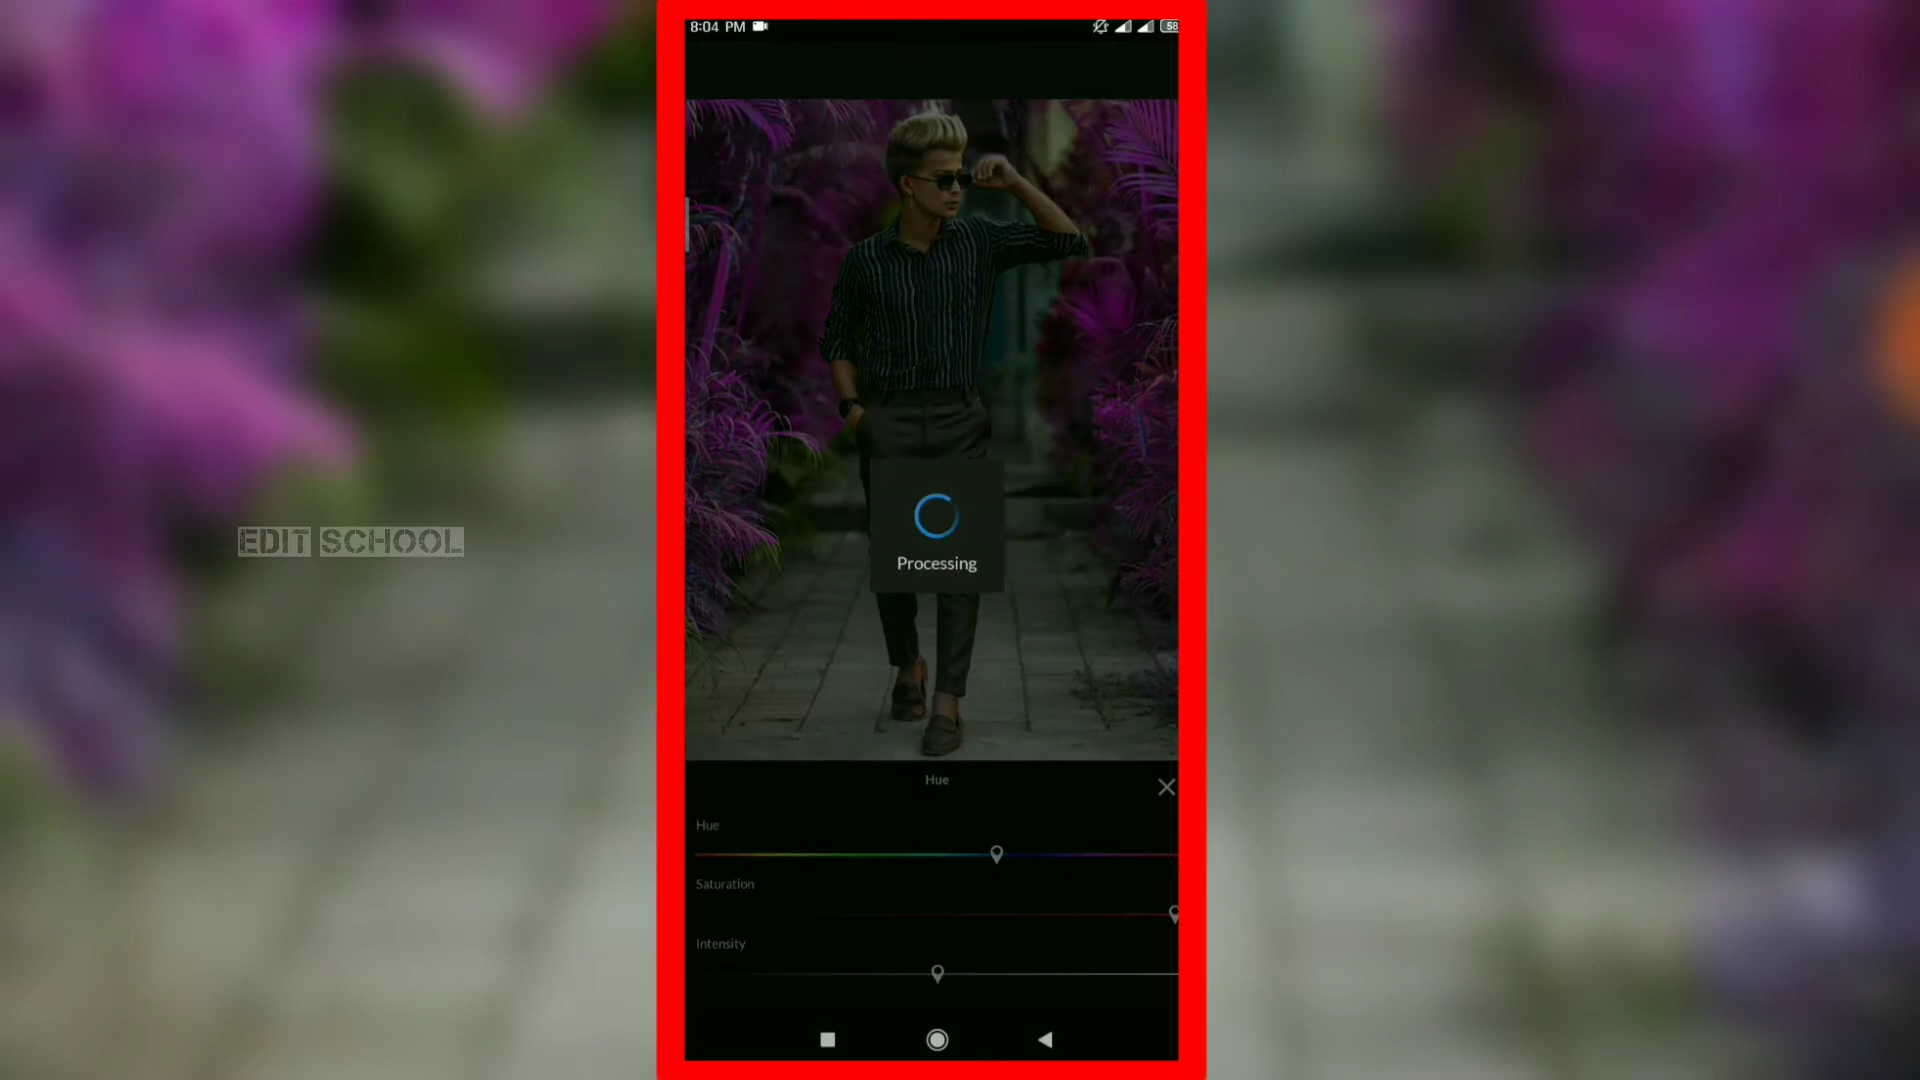 8:04 PM
58
EDIT SCHOOL
Processing
Hue
Hue
Saturation
Intensity